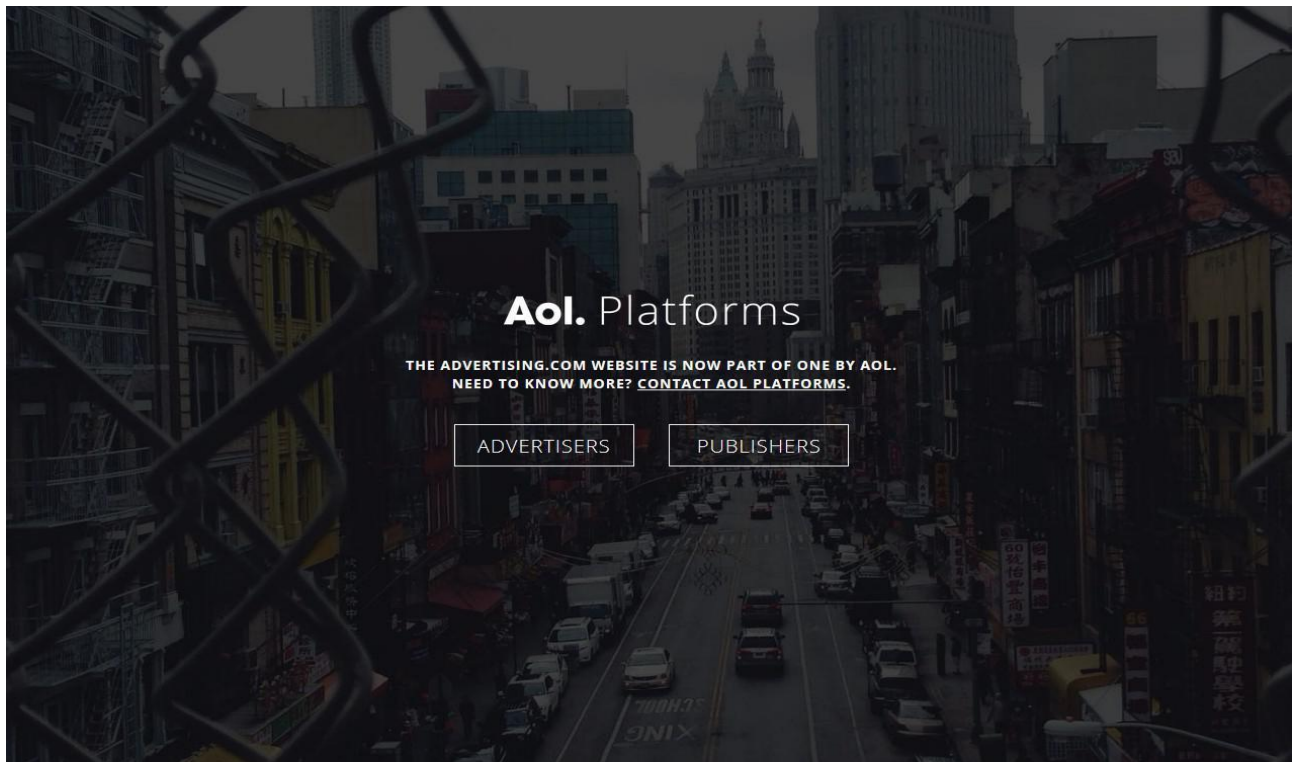 Aol. Platforms
THE ADVERTISING.COM WEBSITE IS NOW PART OF ONE BY AOL.
NEED TO KNOW MORE? CONTACT AOL PLATFORMS.
ADVERTISERS
PUBLISHERS